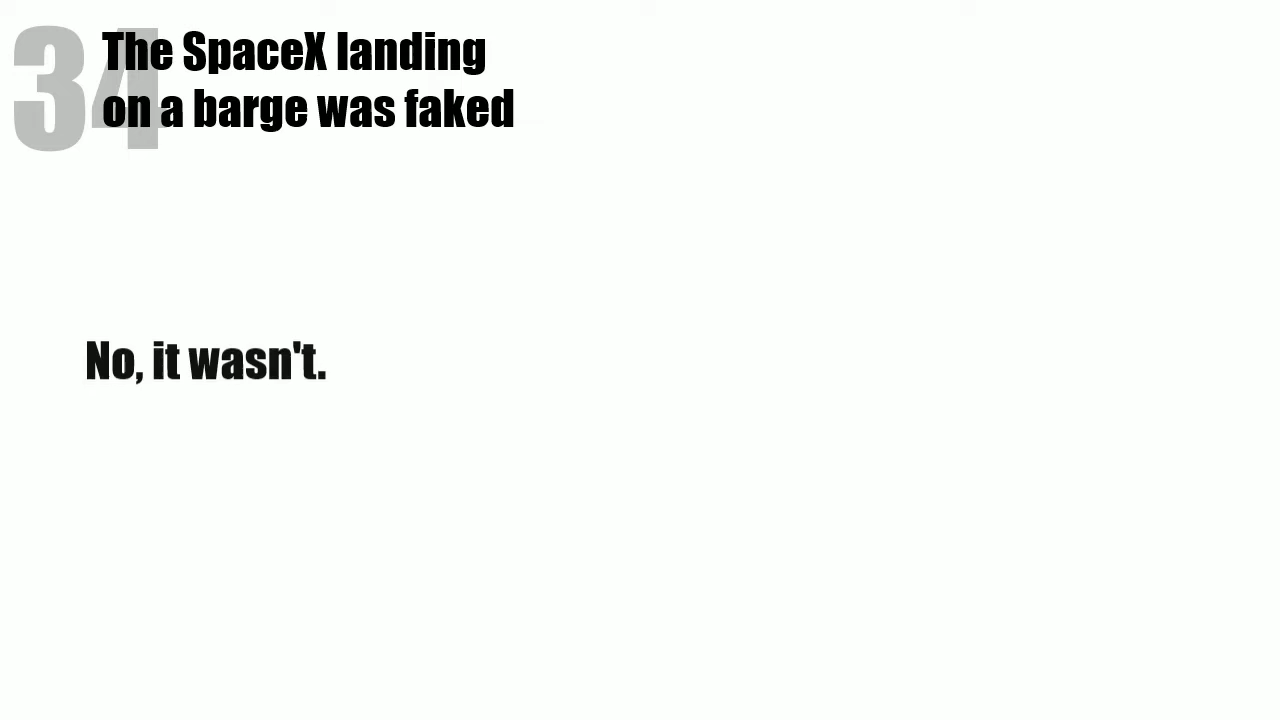 34
The SpaceX landing
on a barge was faked
No, it wasn't.